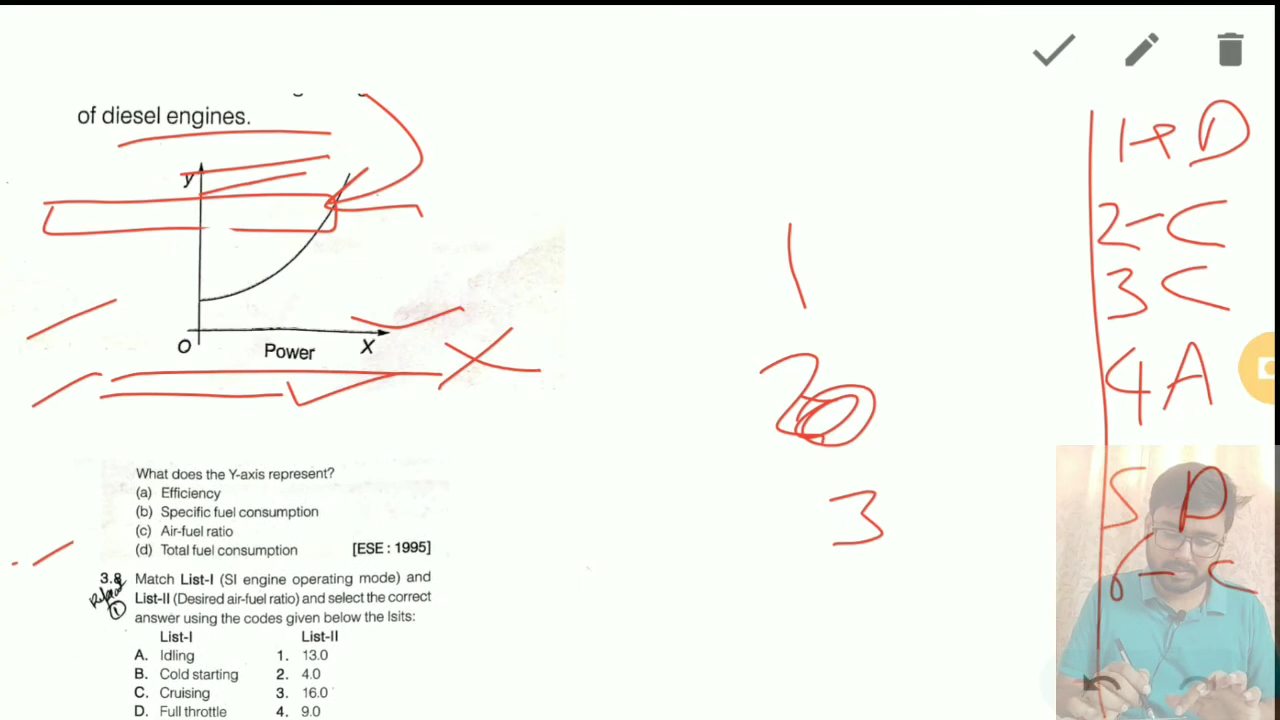 of diesel engines.
y
O
Power
X
What does the Y-axis represent?
(a) Efficiency
(b) Specific fuel consumption
(c) Air-fuel ratio
(d) Total fuel consumption [ESE : 1995]
3.8 Match List-I (SI engine operating mode) and
List-II (Desired air-fuel ratio) and select the correct
answer using the codes given below the lsits:
List-I List-II
A. Idling 1. 13.0
B. Cold starting 2. 4.0
C. Cruising 3. 16.0
D. Full throttle 4. 9.0
1
2
3
1 D
2-C
3 C
4 A
5 D
6-C